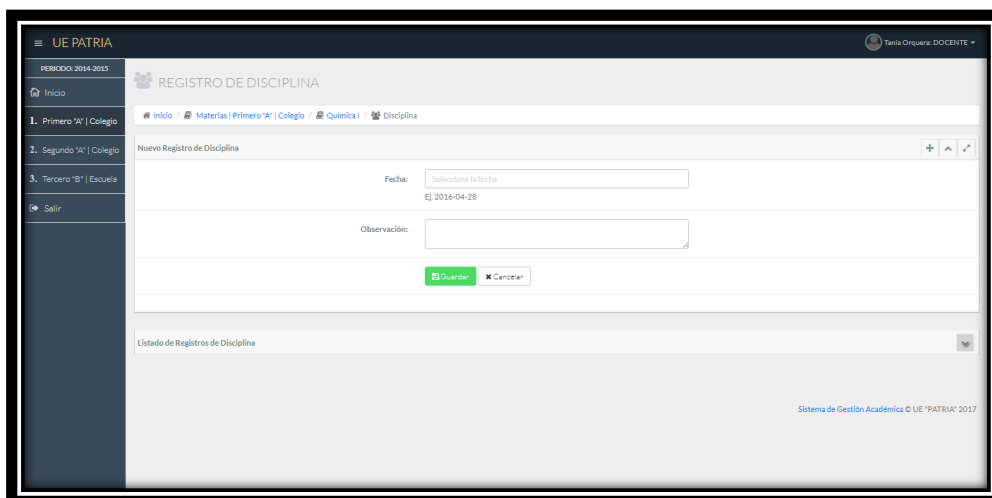 UE PATRIA
Tania Orquera: DOCENTE
PERIODO: 2014-2015
Inicio
1. Primero "A" | Colegio
2. Segundo "A" | Colegio
3. Tercero "B" | Escuela
Salir
REGISTRO DE DISCIPLINA
Inicio / Materias | Primero "A" | Colegio / Química I / Disciplina
Nuevo Registro de Disciplina
Fecha: Seleccione la fecha
Ej. 2016-04-28
Observación:
Guardar Cancelar
Listado de Registros de Disciplina
Sistema de Gestión Académica © UE "PATRIA" 2017